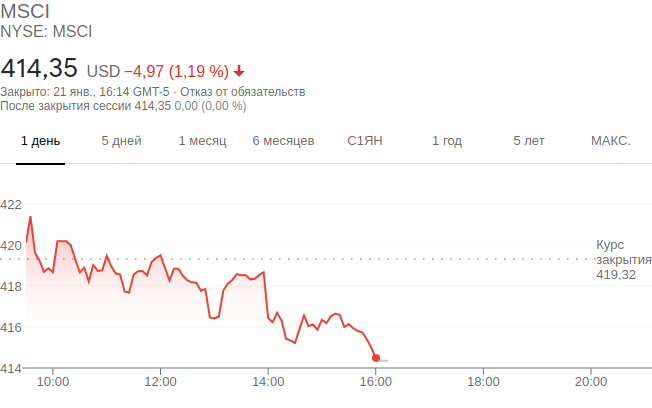 MSCI
NYSE: MSCI
414,35 USD −4,97 (1,19 %)
Закрыто: 21 янв., 16:14 GMT-5 · Отказ от обязательств
После закрытия сессии 414,35 0,00 (0,00 %)
1 день 5 дней 1 месяц 6 месяцев С1ЯН 1 год 5 лет МАКС.
422
420
Курс
закрытия
419,32
418
416
414
10:00 12:00 14:00 16:00 18:00 20:00